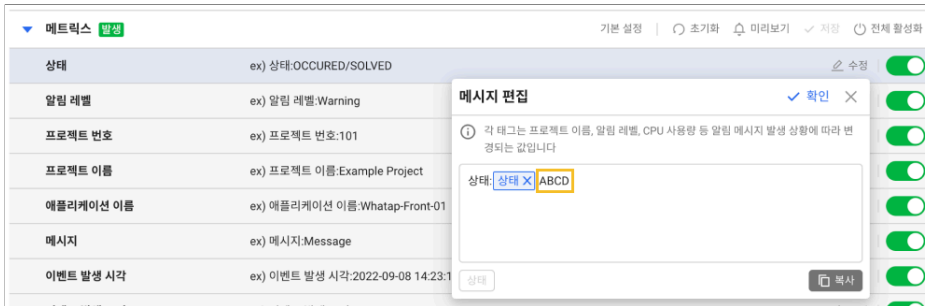 메트릭스 발생 기본 설정 초기화 미리보기 저장 전체 활성화
상태 ex) 상태:OCCURED/SOLVED 수정
알림 레벨 ex) 알림 레벨:Warning
프로젝트 번호 ex) 프로젝트 번호:101
프로젝트 이름 ex) 프로젝트 이름:Example Project
애플리케이션 이름 ex) 애플리케이션 이름:Whatap-Front-01
메시지 ex) 메시지:Message
이벤트 발생 시각 ex) 이벤트 발생 시각:2022-09-08 14:23:1
메시지 편집 확인
각 태그는 프로젝트 이름, 알림 레벨, CPU 사용량 등 알림 메시지 발생 상황에 따라 변
경되는 값입니다
상태: 상태 ABCD
상태 복사